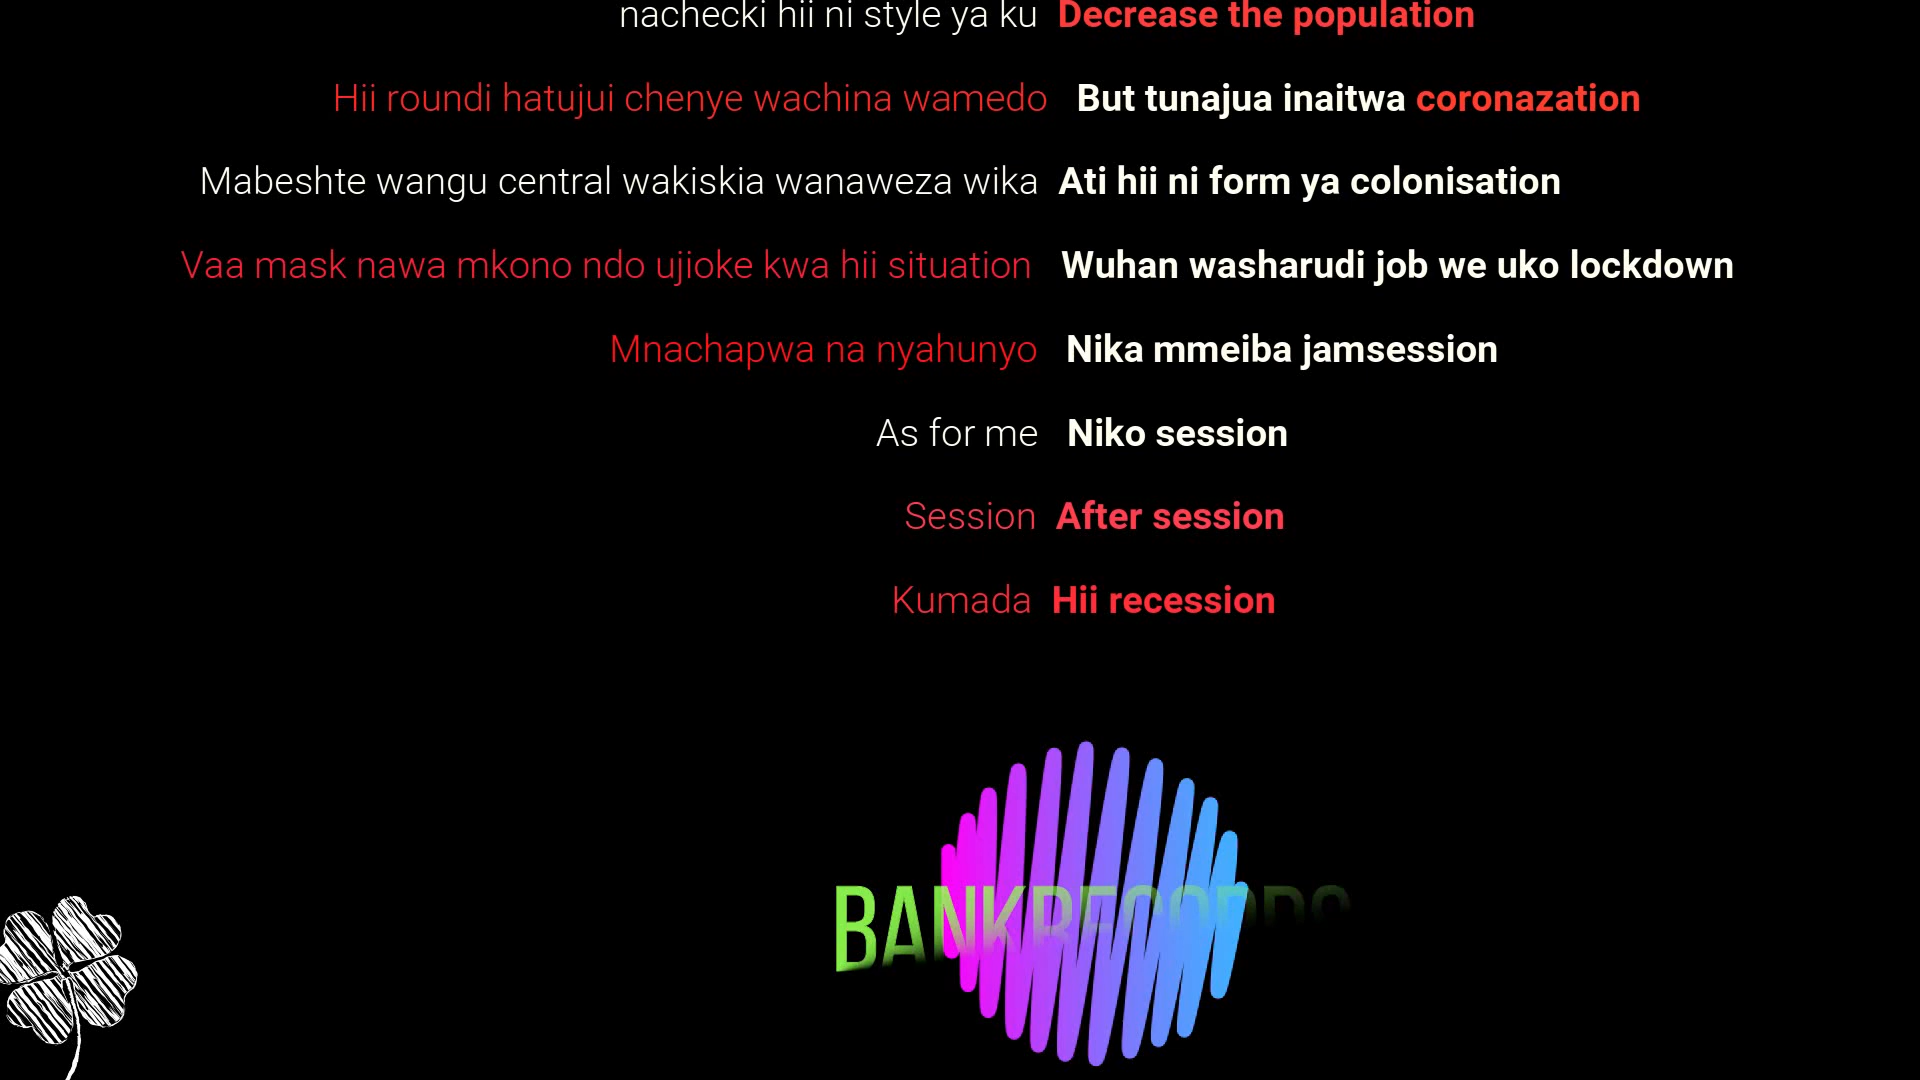 nachecki hii ni style ya ku Decrease the population
Hii roundi hatujui chenye wachina wamedo But tunajua inaitwa coronazation
Mabeshte wangu central wakiskia wanaweza wika Ati hii ni form ya colonisation
Vaa mask nawa mkono ndo ujioke kwa hii situation Wuhan washarudi job we uko lockdown
Mnachapwa na nyahunyo Nika mmeiba jamsession
As for me Niko session
Session After session
Kumada Hii recession
BANKRECORDS